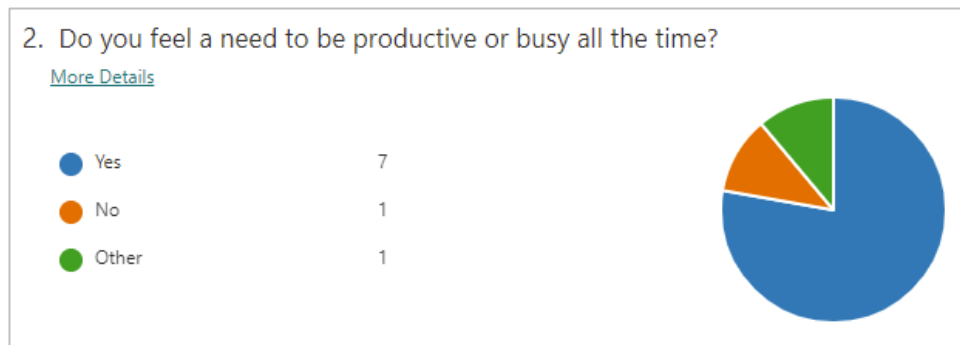 2. Do you feel a need to be productive or busy all the time?
More Details
Yes 7
No 1
Other 1